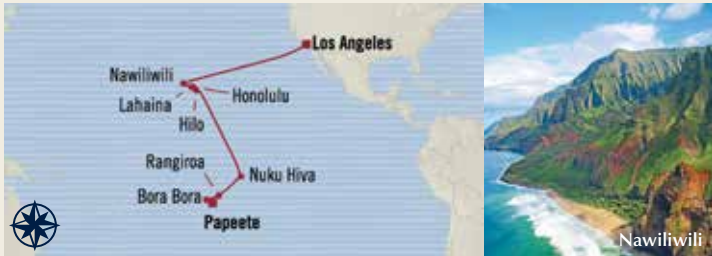 Los Angeles
Nawiliwili
Honolulu
Lahaina
Hilo
Rangiroa
Nuku Hiva
Bora Bora
Papeete
Nawiliwili